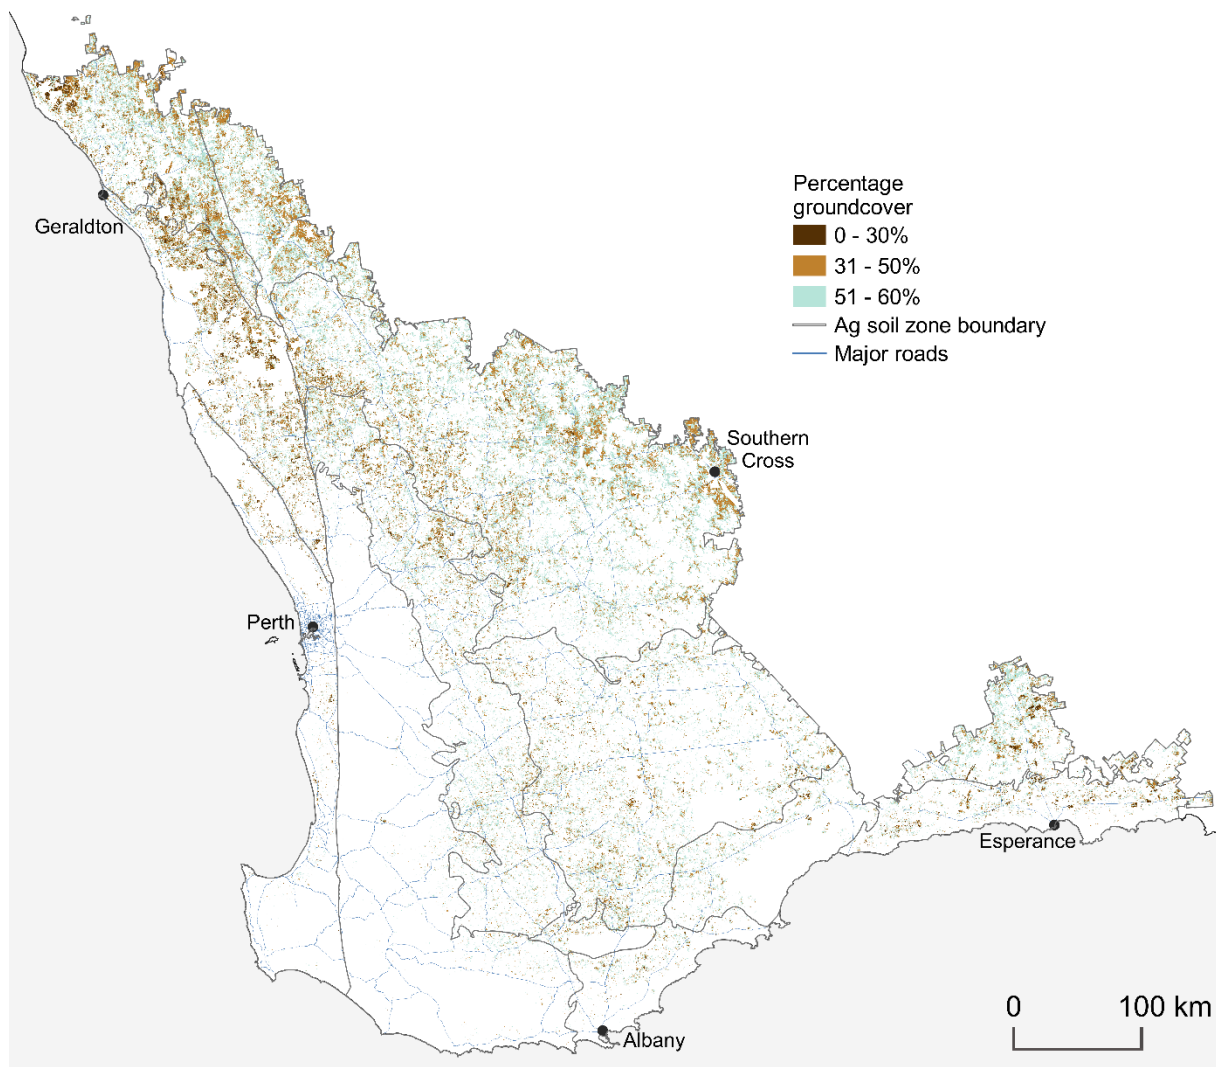 Percentage
groundcover
0 - 30%
31 - 50%
51 - 60%
Ag soil zone boundary
Major roads
Geraldton
Southern
Cross
Perth
Esperance
Albany
0 100 km